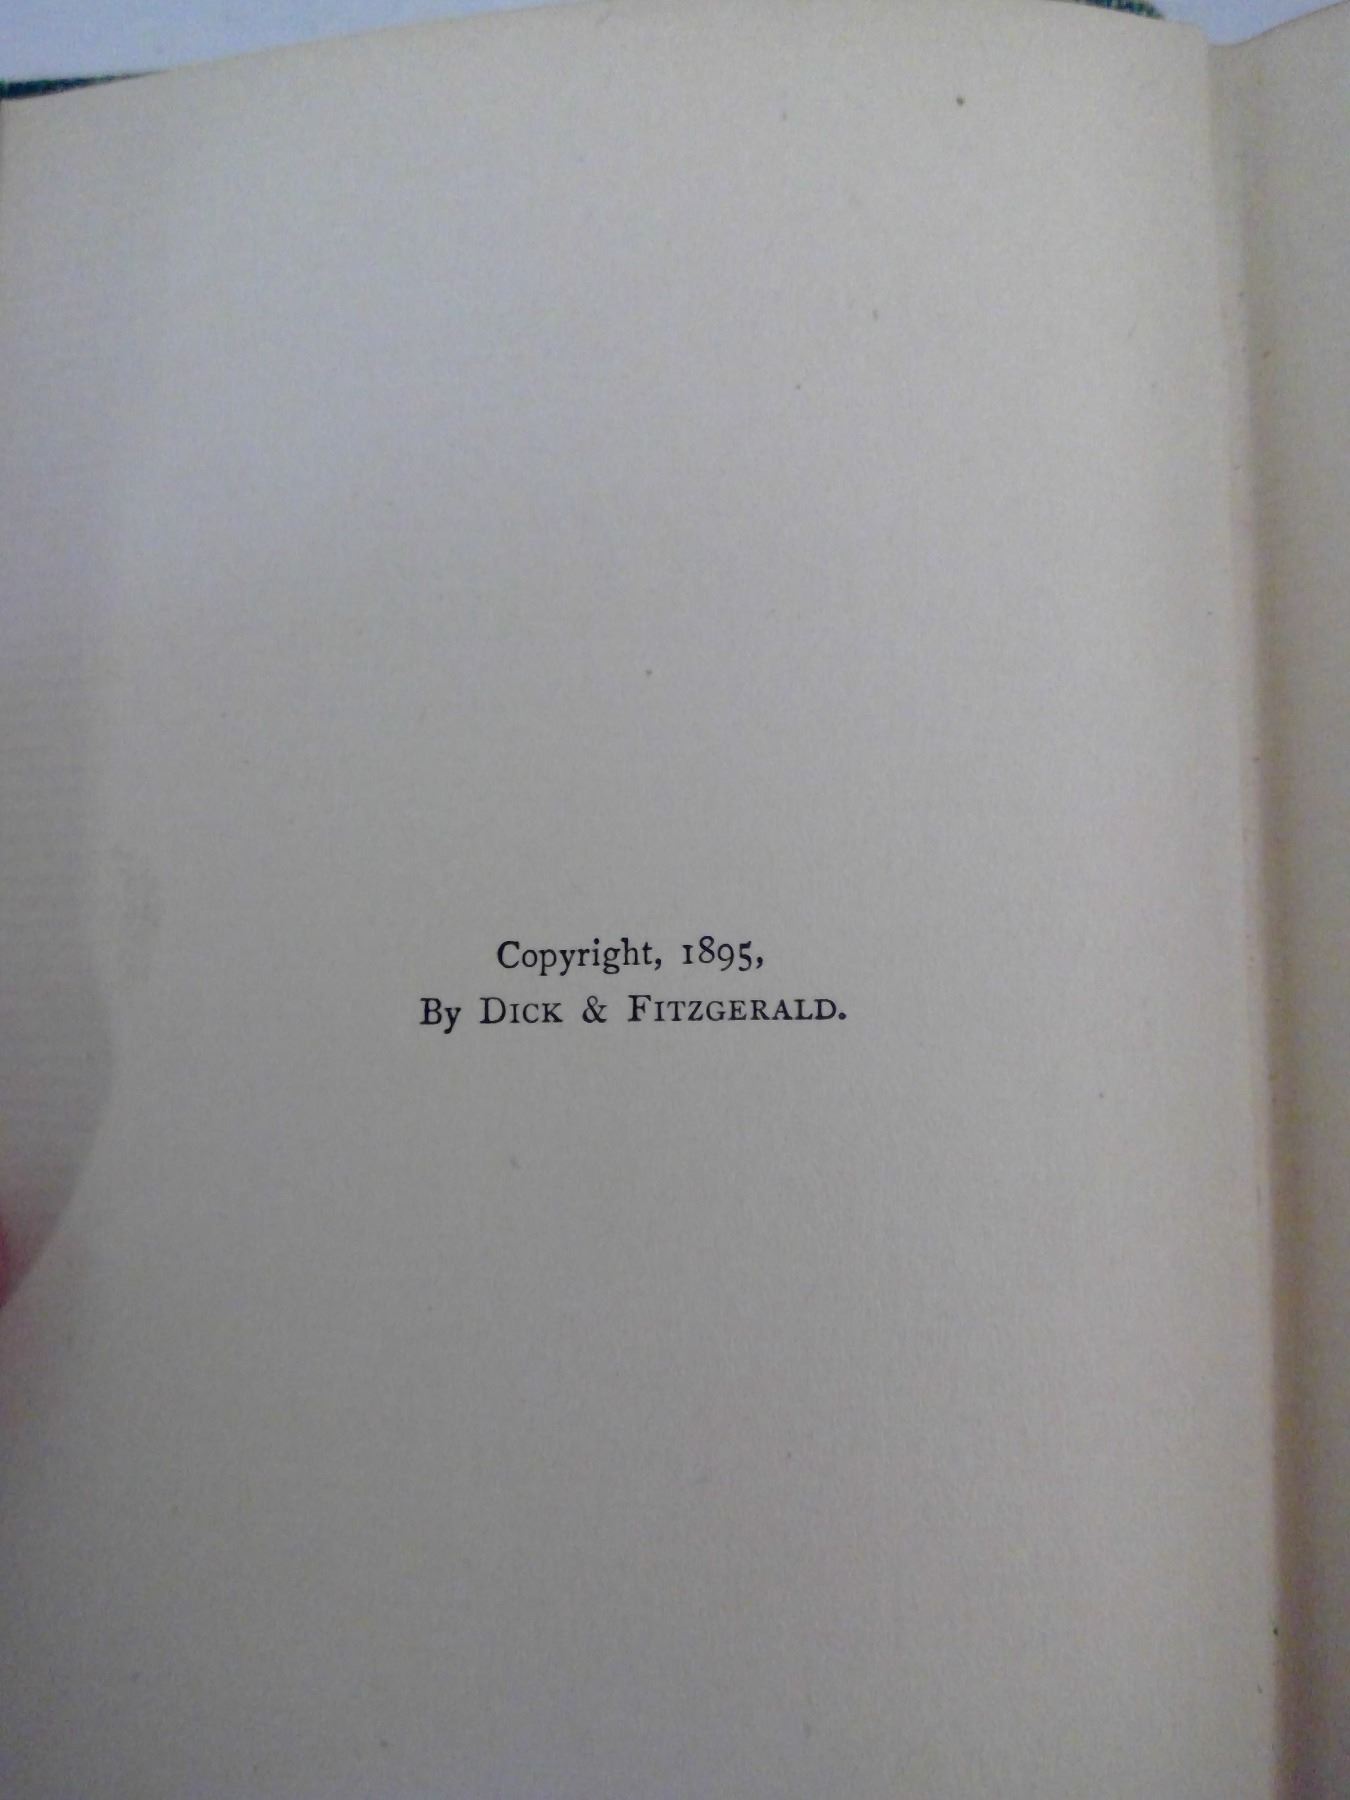 Copyright, 1895,
By DICK & FITZGERALD.